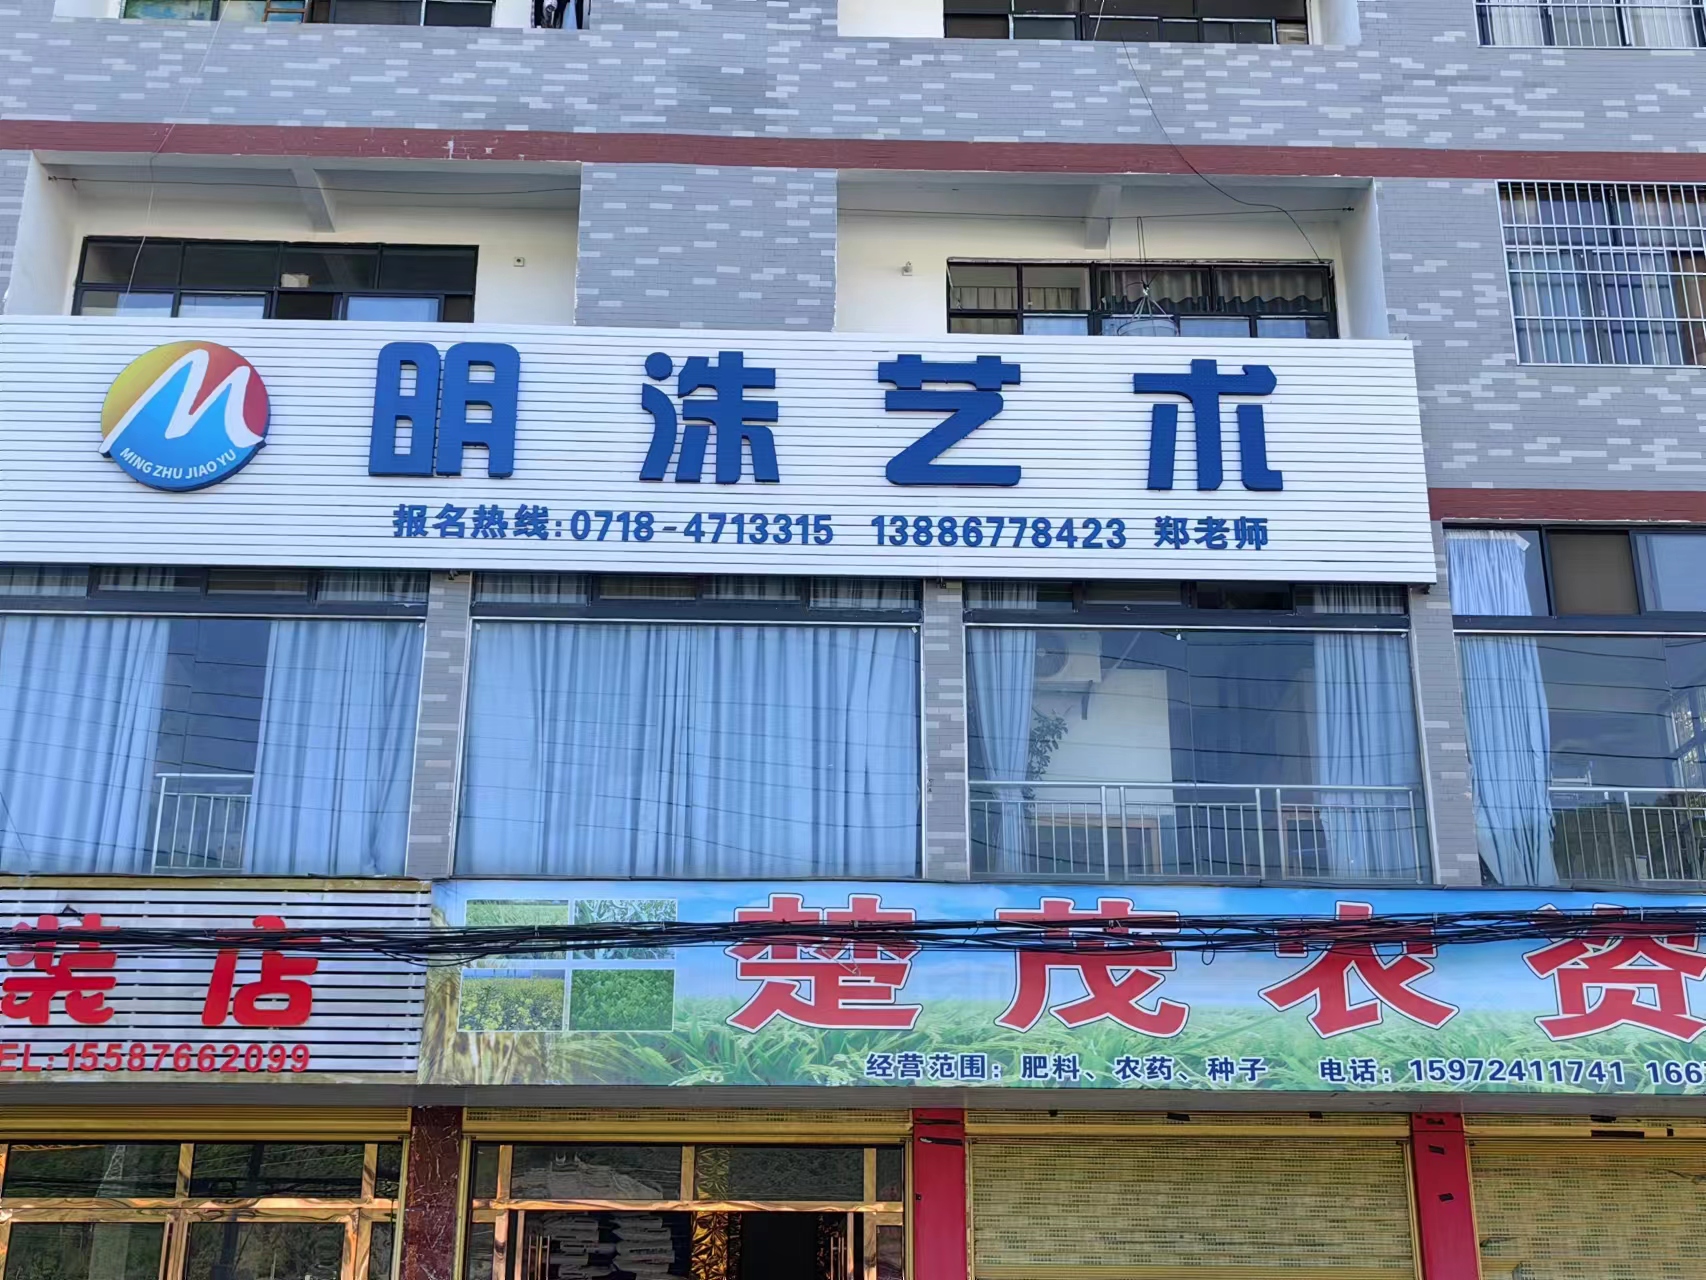 明洙艺术
MING ZHU JIAO YU
报名热线:0718-4713315 13886778423 郑老师
装店
EL:15587662099
楚茂农资
经营范围：肥料、农药、种子 电话：15972411741 166